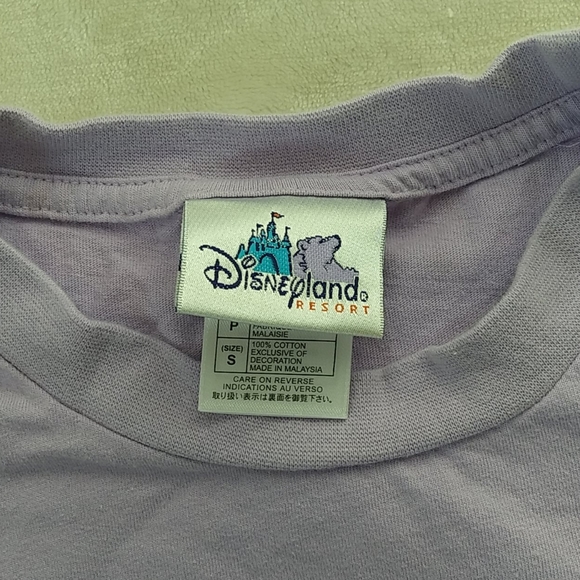 Disneyland®
RESORT
P
MALAISIE
(SIZE)
S
100% COTTON
EXCLUSIVE OF
DECORATION
MADE IN MALAYSIA
CARE ON REVERSE
INDICATIONS AU VERSO
取り扱い表示は裏面を御覧下さい